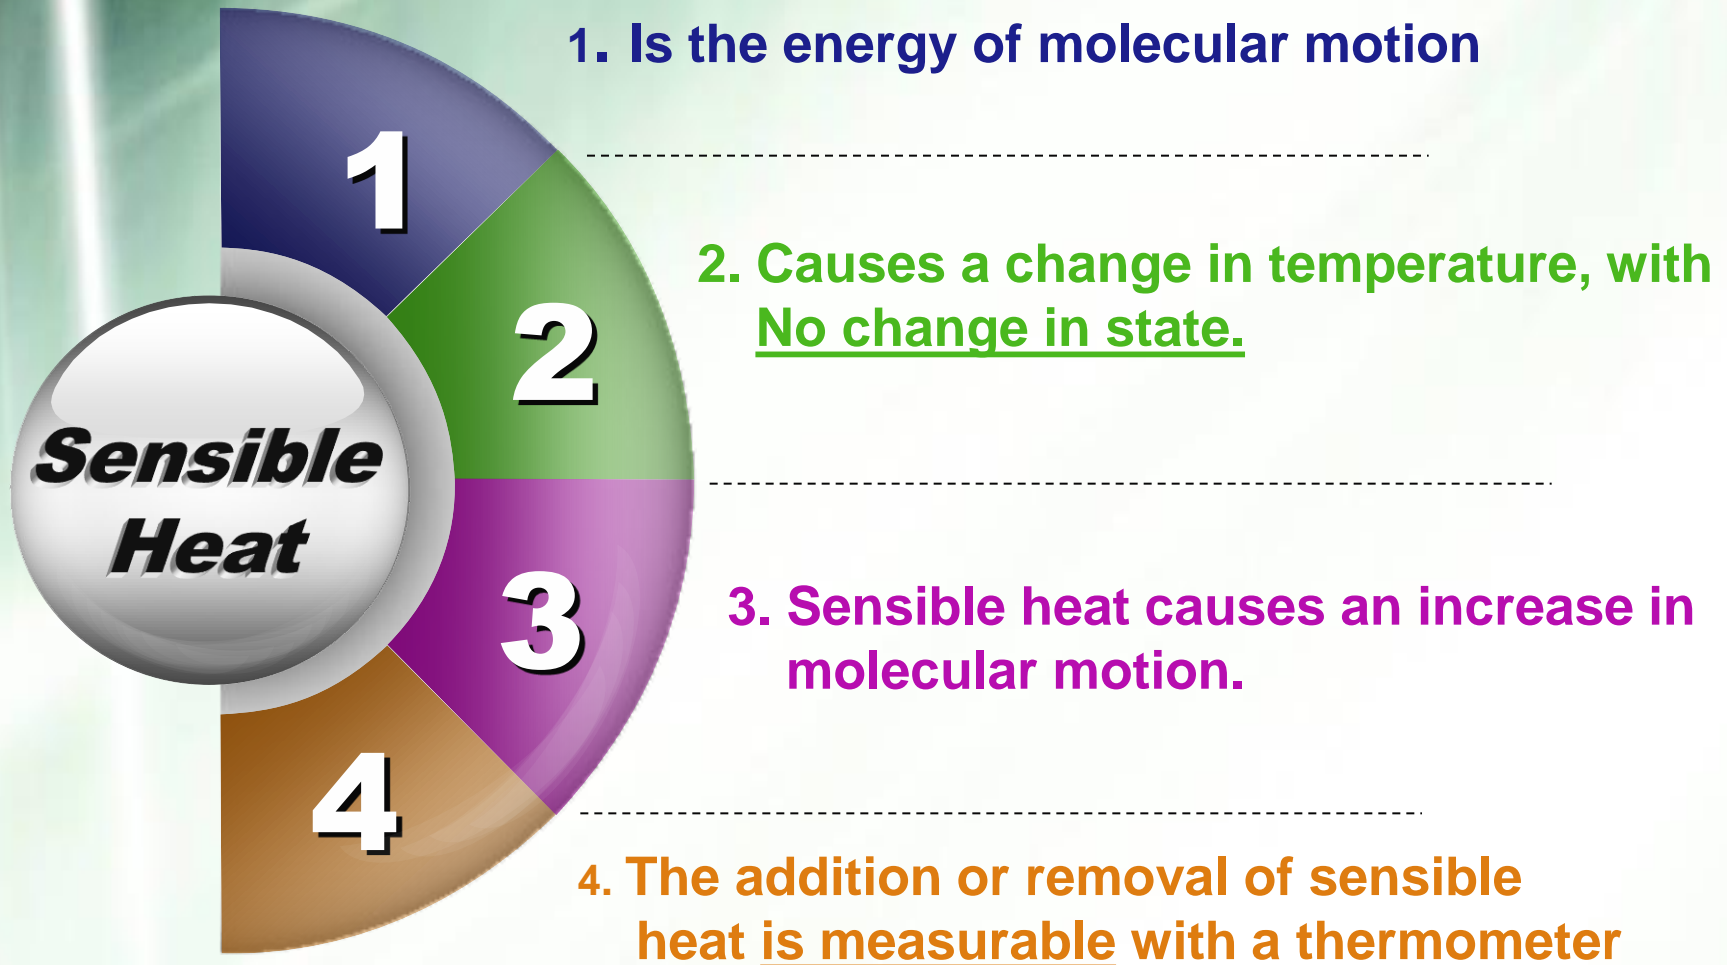 1. Is the energy of molecular motion
1
2. Causes a change in temperature, with
No change in state.
2
Sensible
Heat
3
3. Sensible heat causes an increase in
molecular motion.
4
4. The addition or removal of sensible
heat is measurable with a thermometer